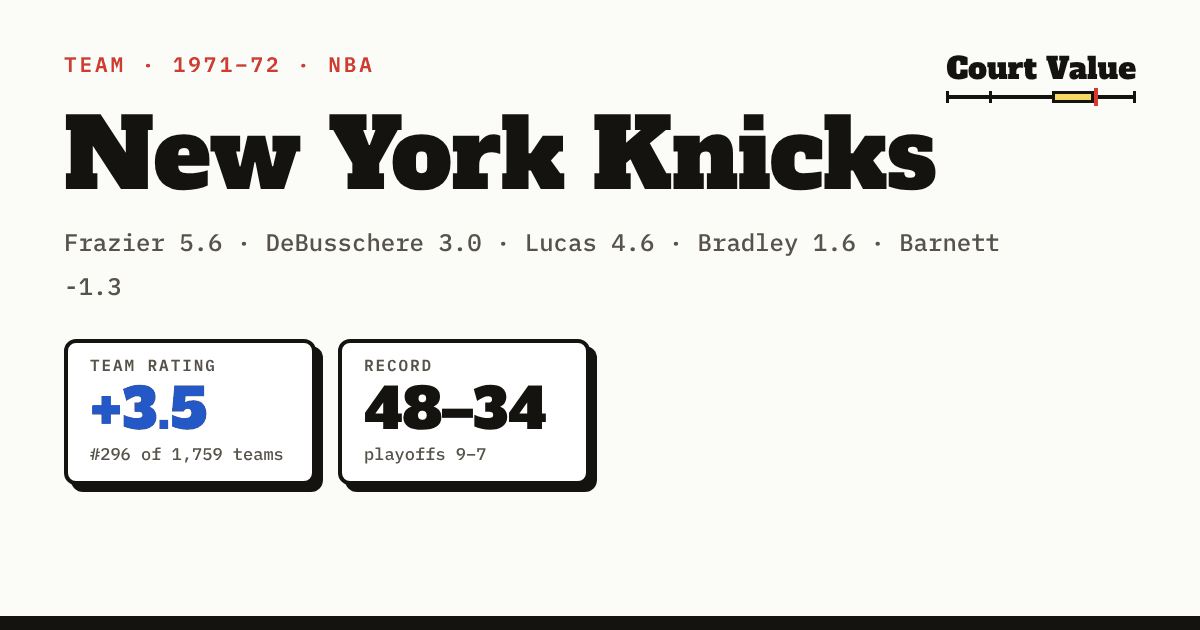 TEAM · 1971–72 · NBA
Court Value
New York Knicks
Frazier 5.6 · DeBusschere 3.0 · Lucas 4.6 · Bradley 1.6 · Barnett
-1.3
TEAM RATING
+3.5
#296 of 1,759 teams
RECORD
48–34
playoffs 9–7